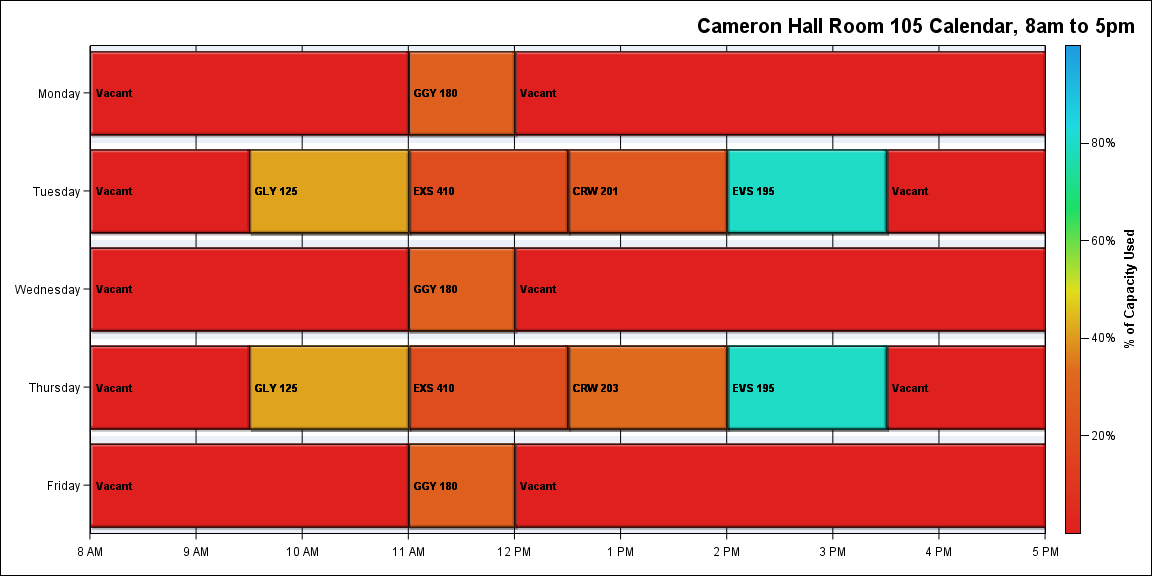 Cameron Hall Room 105 Calendar, 8am to 5pm
Monday
Vacant
GGY 180
Vacant
Tuesday
Vacant
GLY 125
EXS 410
CRW 201
EVS 195
Vacant
Wednesday
Vacant
GGY 180
Vacant
Thursday
Vacant
GLY 125
EXS 410
CRW 203
EVS 195
Vacant
Friday
Vacant
GGY 180
Vacant
8 AM
9 AM
10 AM
11 AM
12 PM
1 PM
2 PM
3 PM
4 PM
5 PM
80%
60%
40%
20%
% of Capacity Used